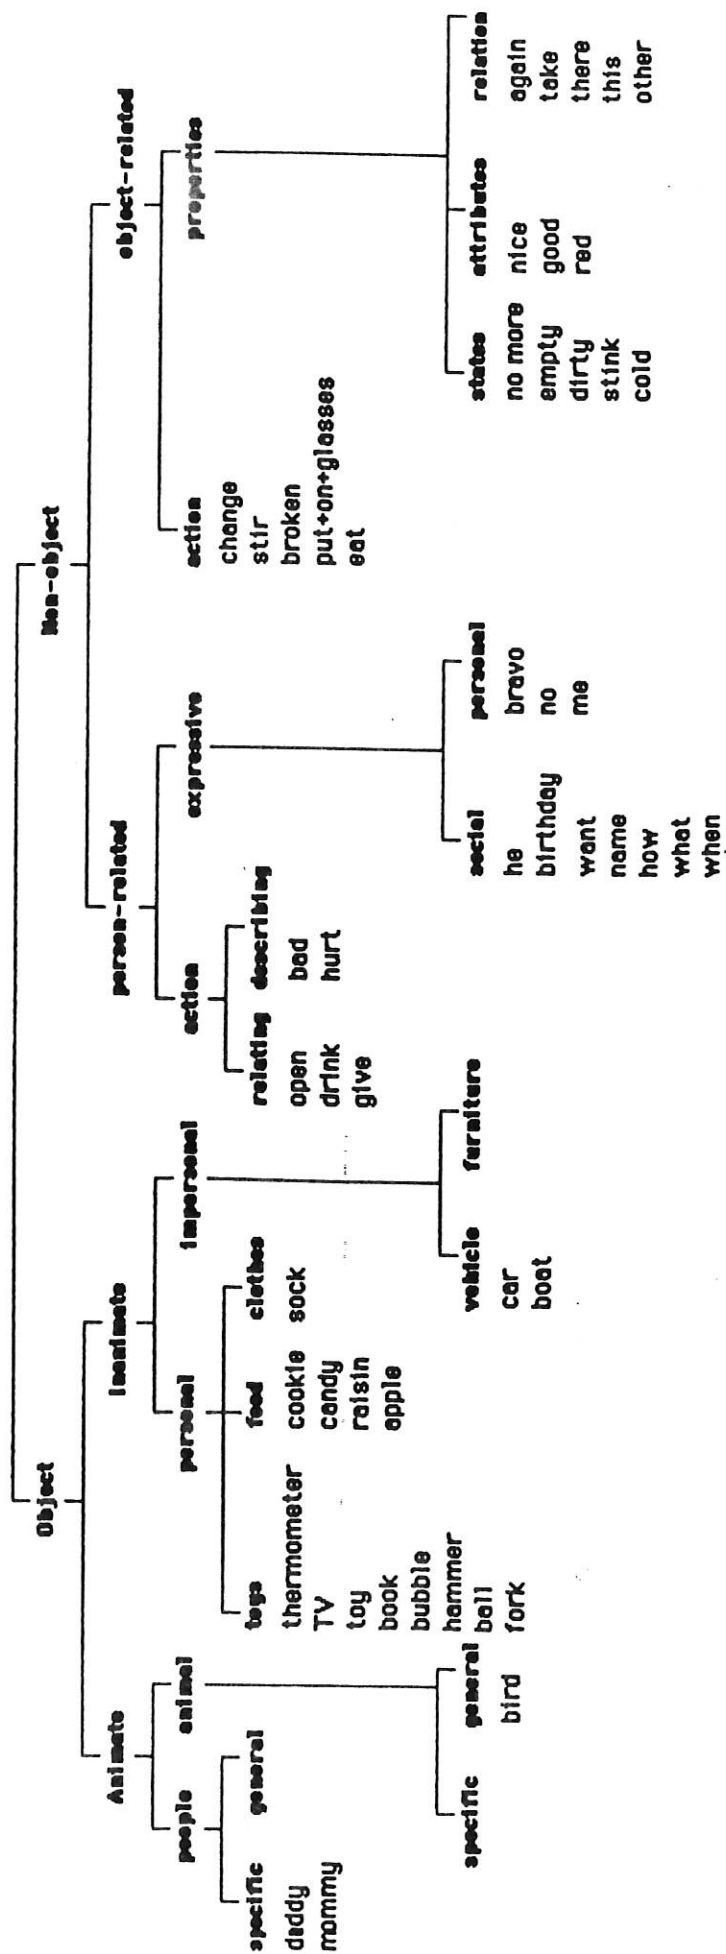 Object
Non-object
Animate
Inanimate
person-related
object-related
people
animal
personal
impersonal
action
expressive
action
properties
specific
daddy
mommy
general
specific
general
bird
toys
thermometer
TV
toy
book
bubble
hammer
ball
fork
food
cookie
candy
raisin
apple
clothes
sock
vehicle
car
boat
furniture
relating
open
drink
give
describing
bad
hurt
social
he
birthday
want
name
how
what
when
personal
bravo
no
me
change
stir
broken
put+on+glasses
eat
states
no more
empty
dirty
stink
cold
attributes
nice
good
red
relation
again
take
there
this
other